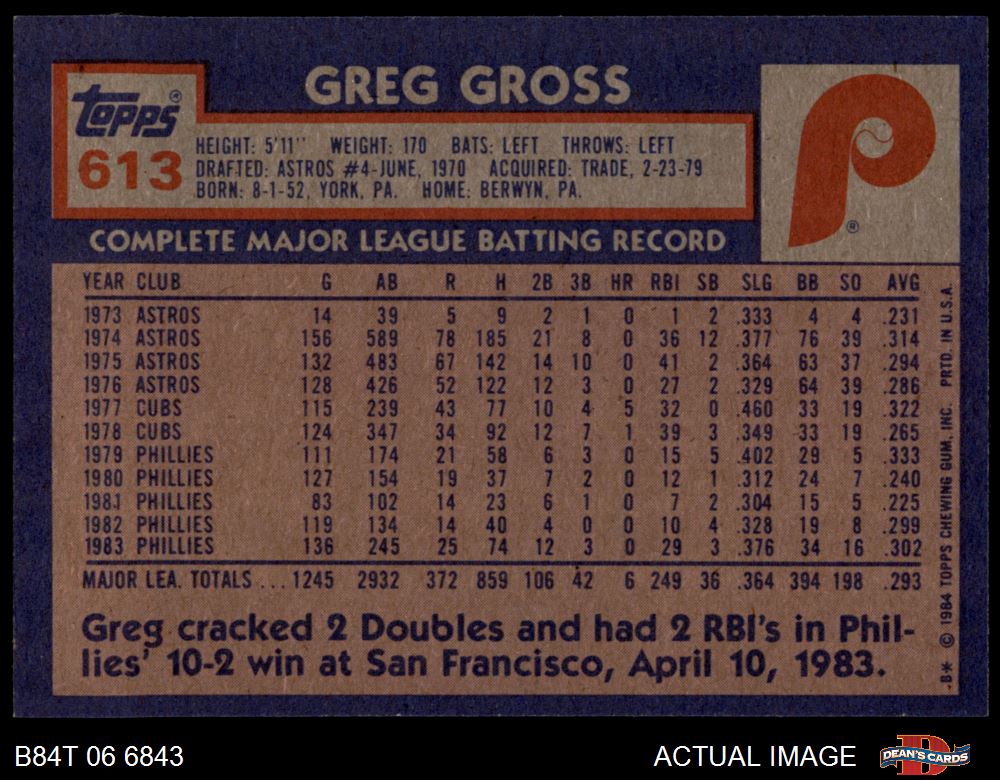 GREG GROSS
TOPPS®
613
HEIGHT: 5'11" WEIGHT: 170 BATS: LEFT THROWS: LEFT
DRAFTED: ASTROS #4-JUNE, 1970 ACQUIRED: TRADE, 2-23-79
BORN: 8-1-52, YORK, PA. HOME: BERWYN, PA.
P ®
COMPLETE MAJOR LEAGUE BATTING RECORD
YEAR CLUB G AB R H 2B 3B HR RBI SB SLG BB SO AVG
1973 ASTROS 14 39 5 9 2 1 0 1 2 .333 4 4 .231
1974 ASTROS 156 589 78 185 21 8 0 36 12 .377 76 39 .314
1975 ASTROS 132 483 67 142 14 10 0 41 2 .364 63 37 .294
1976 ASTROS 128 426 52 122 12 3 0 27 2 .329 64 39 .286
1977 CUBS 115 239 43 77 10 4 5 32 0 .460 33 19 .322
1978 CUBS 124 347 34 92 12 7 1 39 3 .349 33 19 .265
1979 PHILLIES 111 174 21 58 6 3 0 15 5 .402 29 5 .333
1980 PHILLIES 127 154 19 37 7 2 0 12 1 .312 24 7 .240
1981 PHILLIES 83 102 14 23 6 1 0 7 2 .304 15 5 .225
1982 PHILLIES 119 134 14 40 4 0 0 10 4 .328 19 8 .299
1983 PHILLIES 136 245 25 74 12 3 0 29 3 .376 34 16 .302
MAJOR LEA. TOTALS ... 1245 2932 372 859 106 42 6 249 36 .364 394 198 .293
Greg cracked 2 Doubles and had 2 RBI's in Phil-
lies' 10-2 win at San Francisco, April 10, 1983.
B* © 1984 TOPPS CHEWING GUM, INC. PRTD. IN U.S.A.
B84T 06 6843
ACTUAL IMAGE
DEAN'S CARDS